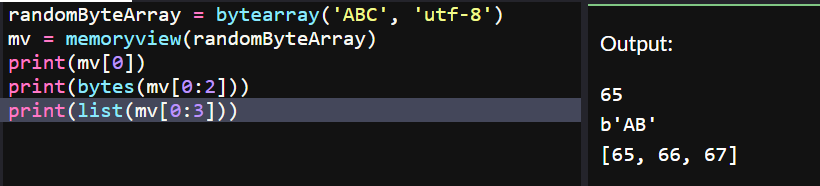 randomByteArray = bytearray('ABC', 'utf-8')
mv = memoryview(randomByteArray)
print(mv[0])
print(bytes(mv[0:2]))
print(list(mv[0:3]))
Output:
65
b'AB'
[65, 66, 67]